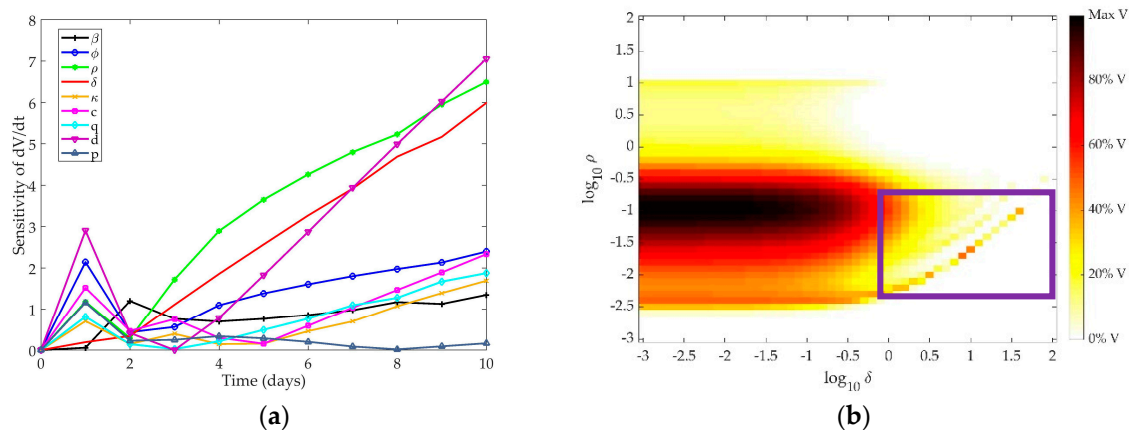 8
7
6
5
4
3
2
1
0
Sensitivity of dV/dt
β
ϕ
ρ
δ
κ
c
q
d
p
0 2 4 6 8 10
Time (days)
(a)
2
1.5
1
0.5
0
-0.5
-1
-1.5
-2
-2.5
-3
log10 ρ
-3 -2.5 -2 -1.5 -1 -0.5 0 0.5 1 1.5 2
log10 δ
Max V
80% V
60% V
40% V
20% V
0% V
(b)